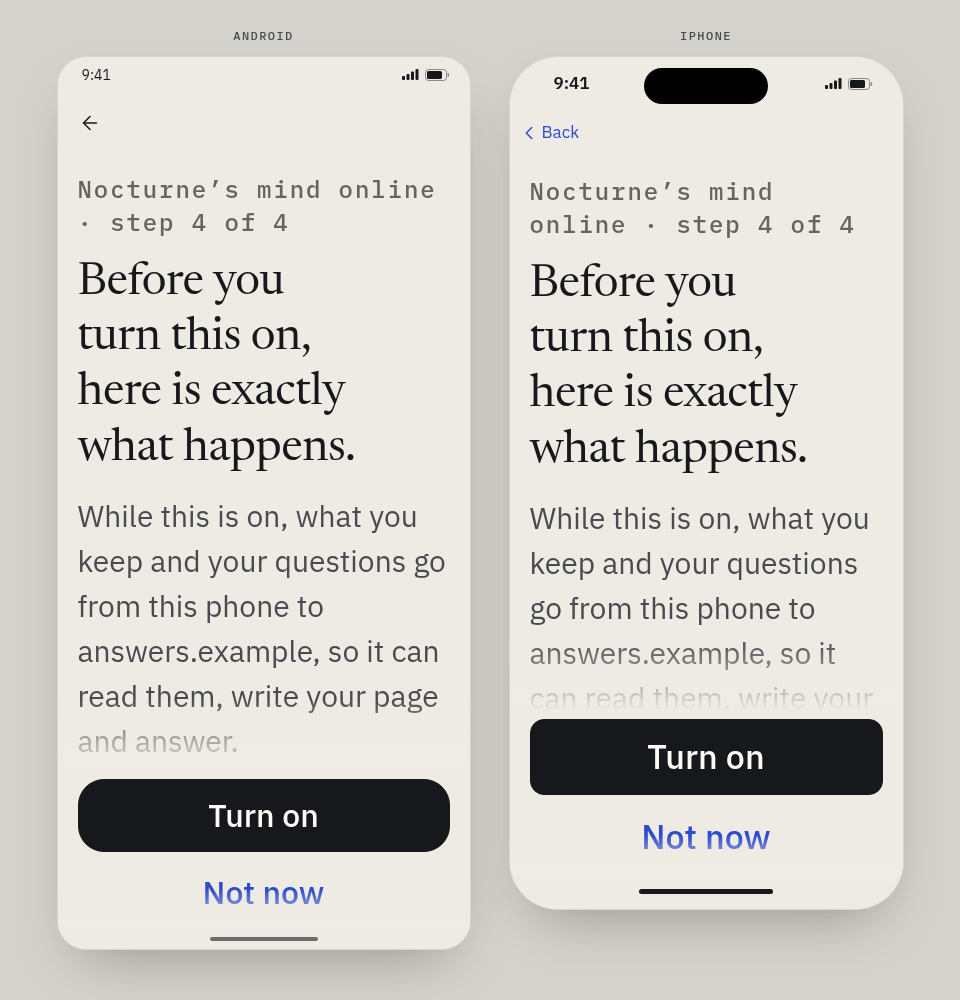 ANDROID
9:41
Nocturne’s mind online
· step 4 of 4
Before you
turn this on,
here is exactly
what happens.
While this is on, what you
keep and your questions go
from this phone to
answers.example, so it can
read them, write your page
and answer.
Turn on
Not now
IPHONE
9:41
Back
Nocturne’s mind
online · step 4 of 4
Before you
turn this on,
here is exactly
what happens.
While this is on, what you
keep and your questions
go from this phone to
answers.example, so it
can read them, write your
Turn on
Not now